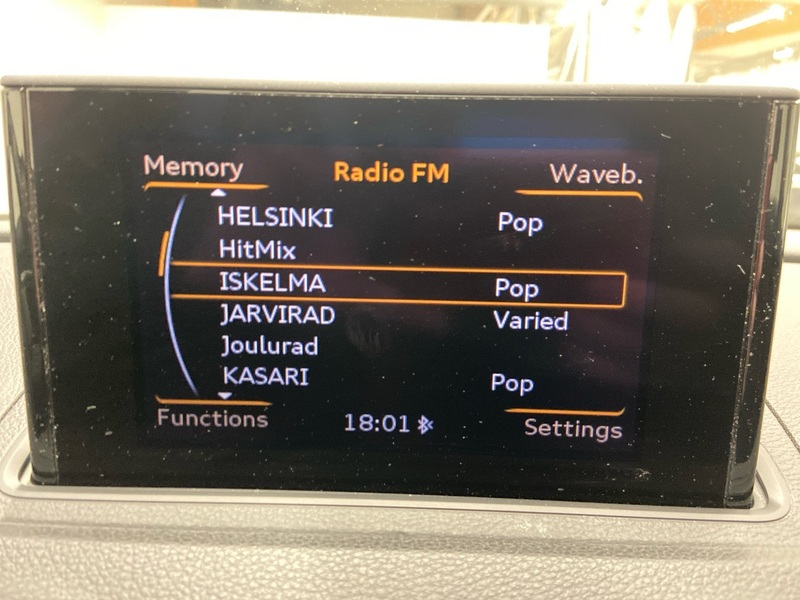 Memory Radio FM Waveb.
HELSINKI Pop
HitMix
ISKELMA Pop
JARVIRAD Varied
Joulurad
KASARI Pop
Functions 18:01 Settings